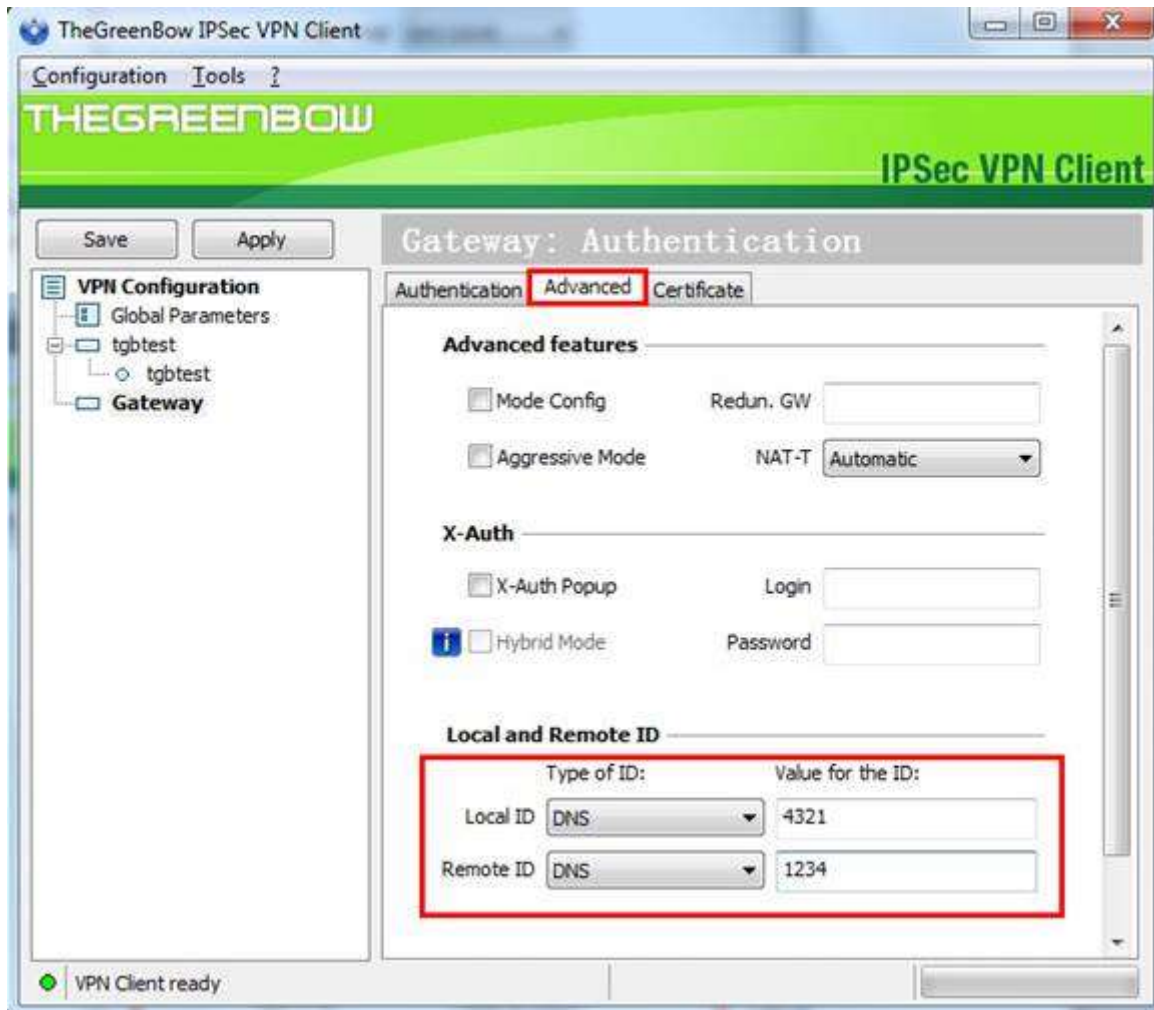 TheGreenBow IPSec VPN Client
Configuration Tools ?
THEGREENBOW
IPSec VPN Client
Save Apply
Gateway: Authentication
VPN Configuration
Global Parameters
tgbtest
tgbtest
Gateway
Authentication Advanced Certificate
Advanced features
Mode Config Redun. GW
Aggressive Mode NAT-T Automatic
X-Auth
X-Auth Popup Login
Hybrid Mode Password
Local and Remote ID
Type of ID: Value for the ID:
Local ID DNS 4321
Remote ID DNS 1234
VPN Client ready